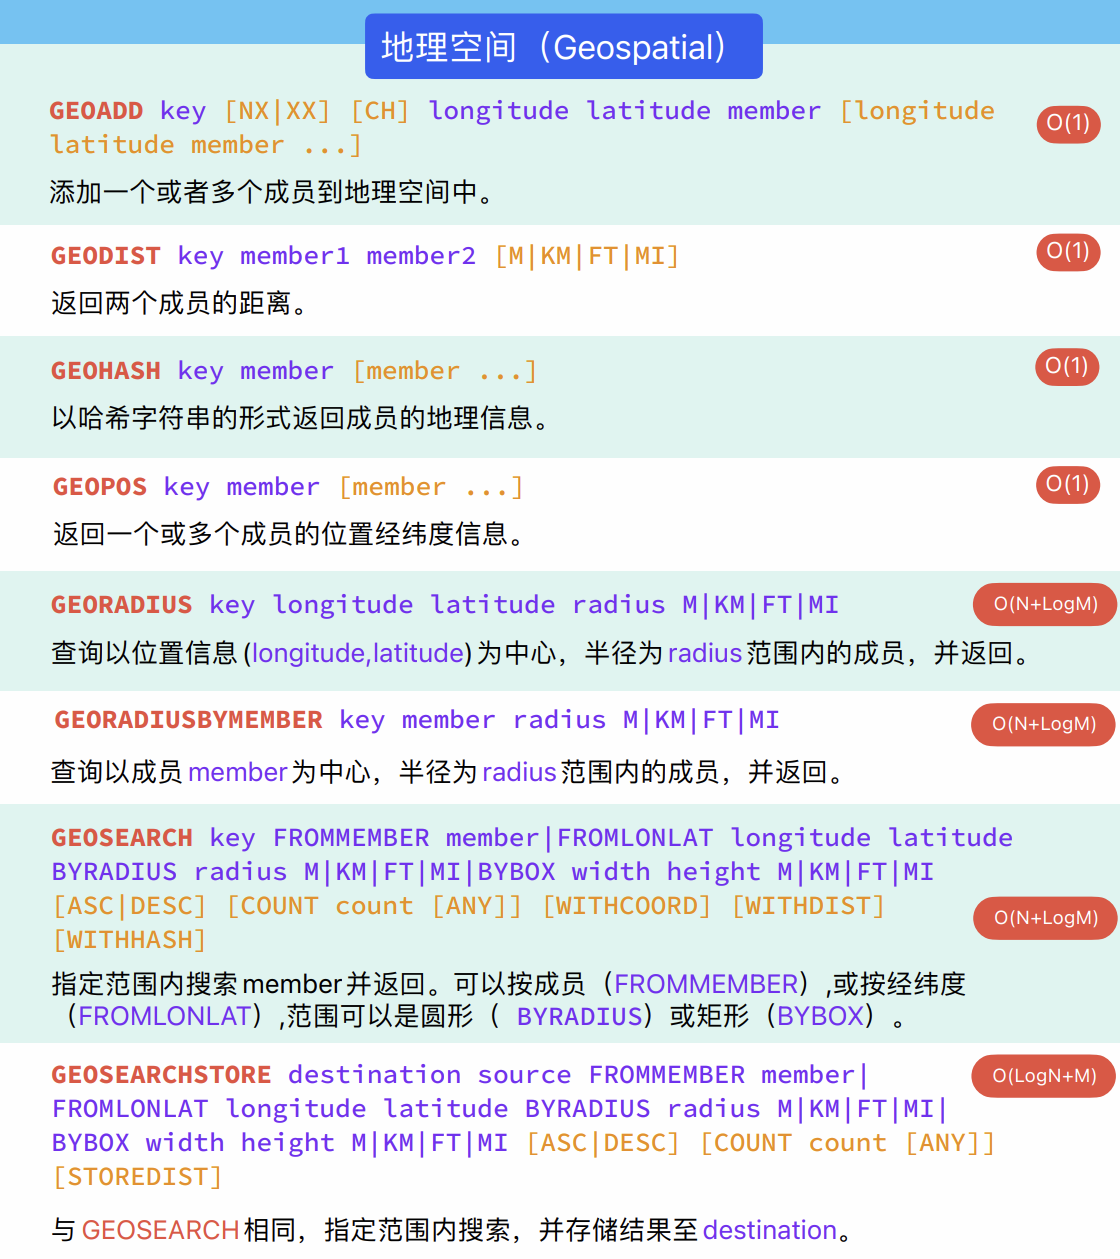 地理空间（Geospatial）
GEOADD key [NX|XX] [CH] longitude latitude member [longitude
latitude member ...]
O(1)
添加一个或者多个成员到地理空间中。
GEODIST key member1 member2 [M|KM|FT|MI]
O(1)
返回两个成员的距离。
GEOHASH key member [member ...]
O(1)
以哈希字符串的形式返回成员的地理信息。
GEOPOS key member [member ...]
O(1)
返回一个或多个成员的位置经纬度信息。
GEORADIUS key longitude latitude radius M|KM|FT|MI
O(N+LogM)
查询以位置信息(longitude,latitude)为中心，半径为radius范围内的成员，并返回。
GEORADIUSBYMEMBER key member radius M|KM|FT|MI
O(N+LogM)
查询以成员member为中心，半径为radius范围内的成员，并返回。
GEOSEARCH key FROMMEMBER member|FROMLONLAT longitude latitude
BYRADIUS radius M|KM|FT|MI|BYBOX width height M|KM|FT|MI
[ASC|DESC] [COUNT count [ANY]] [WITHCOORD] [WITHDIST]
[WITHHASH]
O(N+LogM)
指定范围内搜索member并返回。可以按成员（FROMMEMBER）,或按经纬度
（FROMLONLAT）,范围可以是圆形（ BYRADIUS）或矩形（BYBOX）。
GEOSEARCHSTORE destination source FROMMEMBER member|
O(LogN+M)
FROMLONLAT longitude latitude BYRADIUS radius M|KM|FT|MI|
BYBOX width height M|KM|FT|MI [ASC|DESC] [COUNT count [ANY]]
[STOREDIST]
与GEOSEARCH相同，指定范围内搜索，并存储结果至destination。